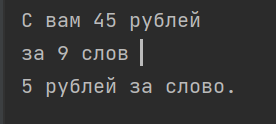 С вам 45 рублей
за 9 слов
5 рублей за слово.